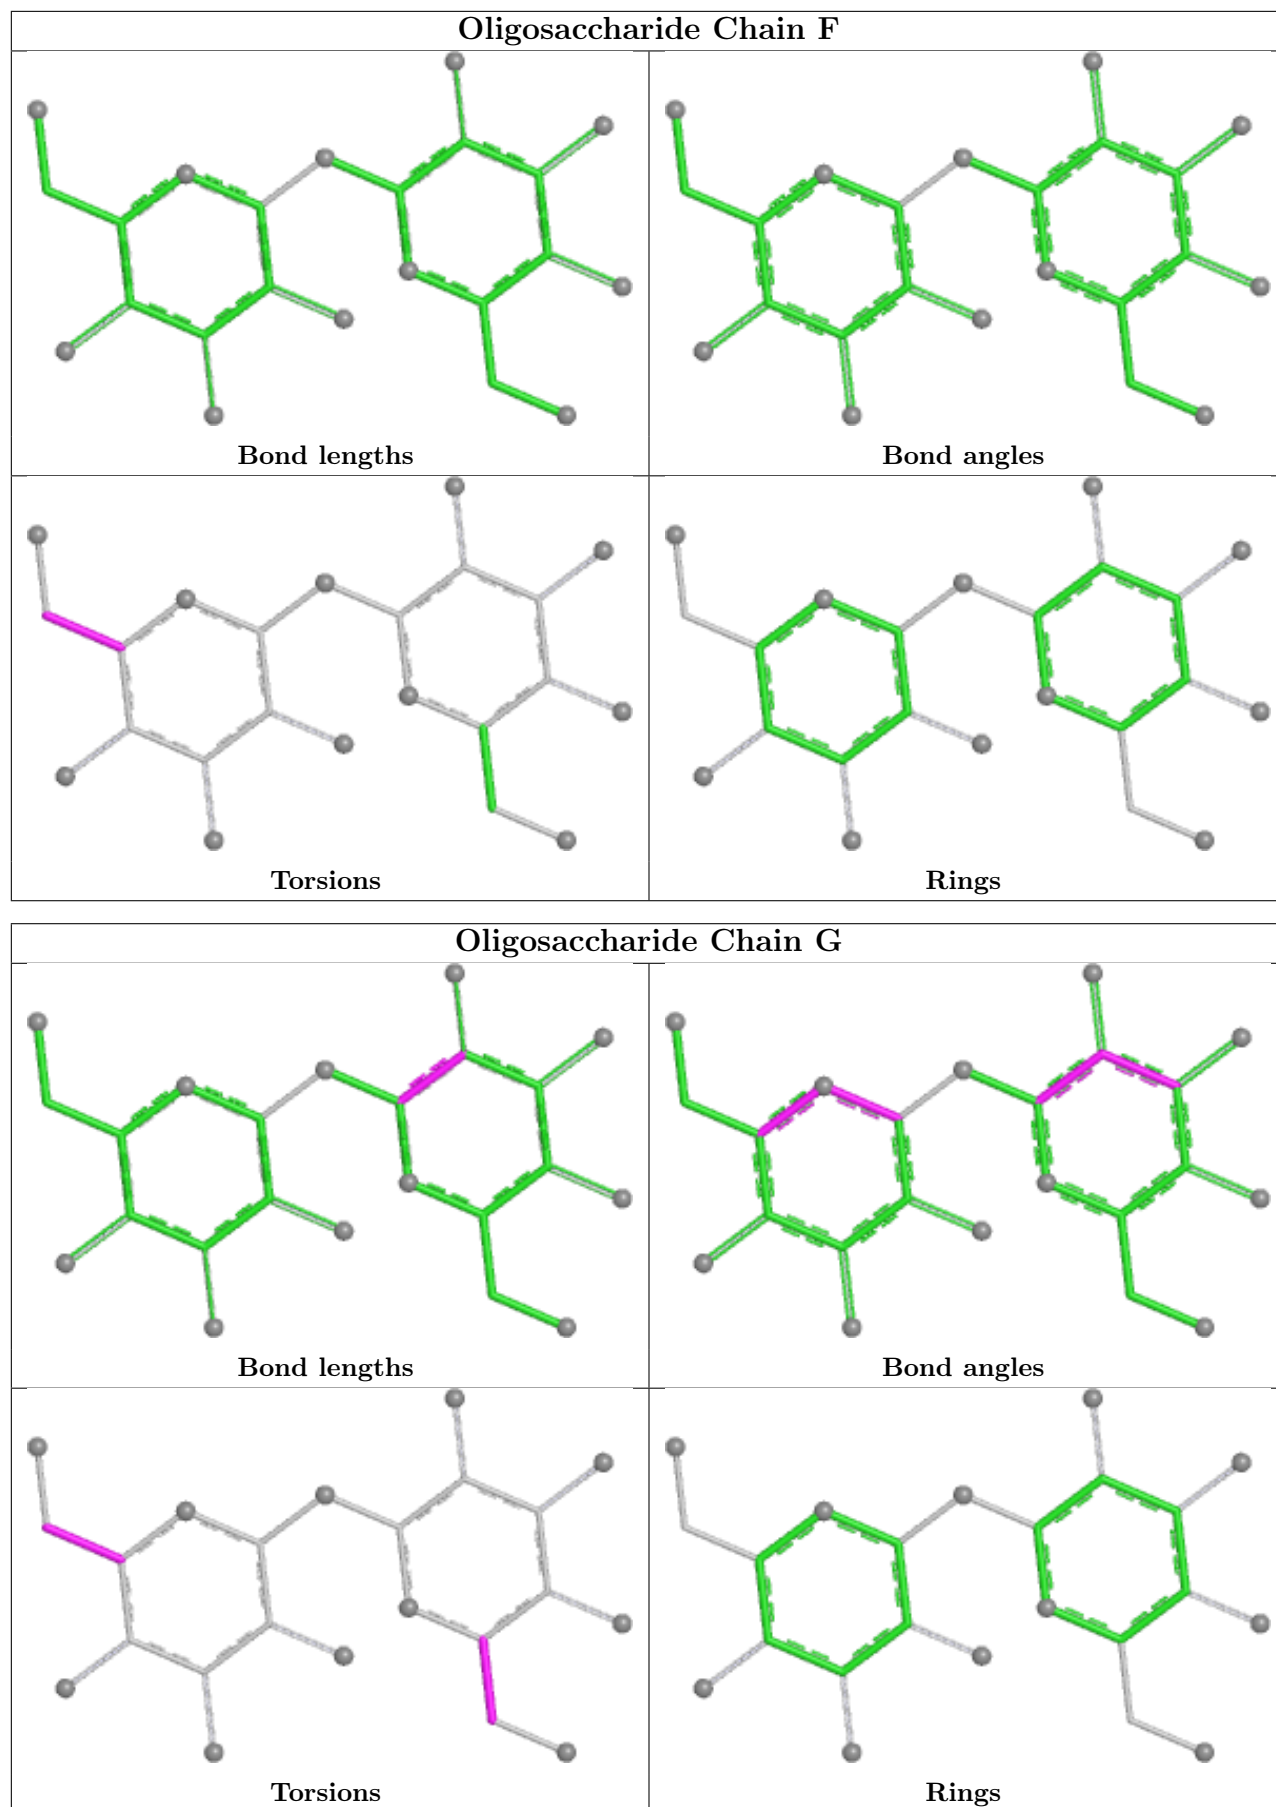 Oligosaccharide Chain F
Bond lengths
Bond angles
Torsions
Rings
Oligosaccharide Chain G
Bond lengths
Bond angles
Torsions
Rings